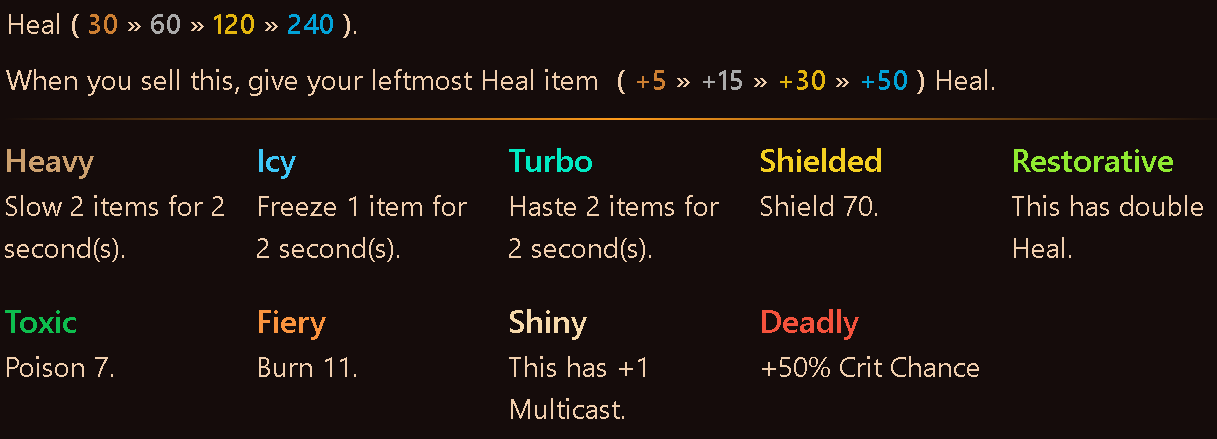 Heal ( 30 » 60 » 120 » 240 ).
When you sell this, give your leftmost Heal item ( +5 » +15 » +30 » +50 ) Heal.
Heavy
Slow 2 items for 2
second(s).
Icy
Freeze 1 item for
2 second(s).
Turbo
Haste 2 items for
2 second(s).
Shielded
Shield 70.
Restorative
This has double
Heal.
Toxic
Poison 7.
Fiery
Burn 11.
Shiny
This has +1
Multicast.
Deadly
+50% Crit Chance